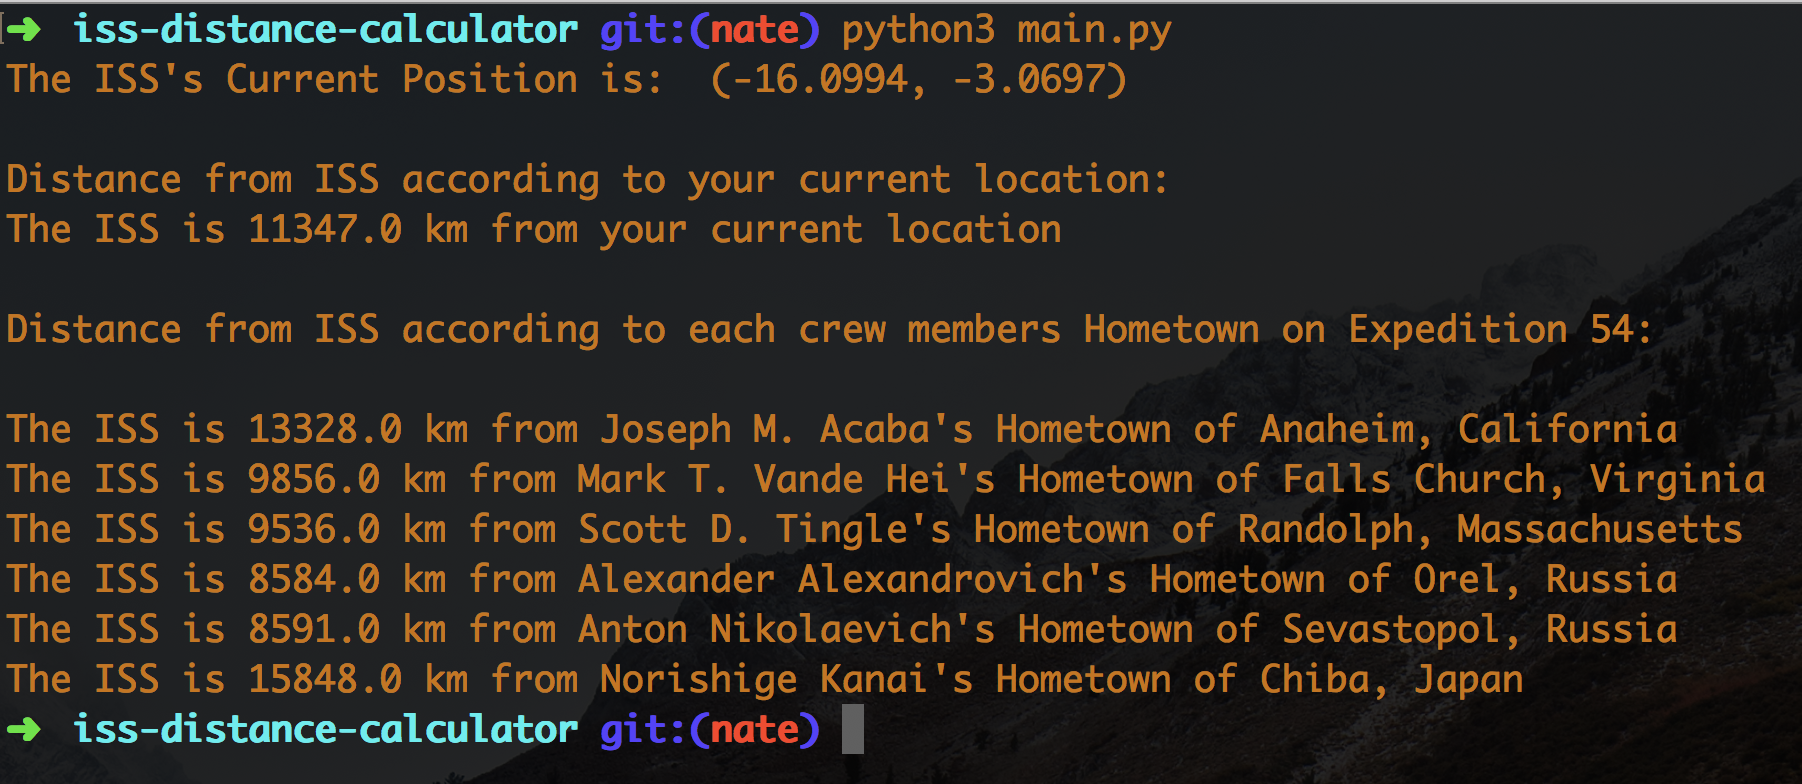 ➜ iss-distance-calculator git:(nate) python3 main.py
The ISS's Current Position is:  (-16.0994, -3.0697)
Distance from ISS according to your current location:
The ISS is 11347.0 km from your current location
Distance from ISS according to each crew members Hometown on Expedition 54:
The ISS is 13328.0 km from Joseph M. Acaba's Hometown of Anaheim, California
The ISS is 9856.0 km from Mark T. Vande Hei's Hometown of Falls Church, Virginia
The ISS is 9536.0 km from Scott D. Tingle's Hometown of Randolph, Massachusetts
The ISS is 8584.0 km from Alexander Alexandrovich's Hometown of Orel, Russia
The ISS is 8591.0 km from Anton Nikolaevich's Hometown of Sevastopol, Russia
The ISS is 15848.0 km from Norishige Kanai's Hometown of Chiba, Japan
➜ iss-distance-calculator git:(nate)